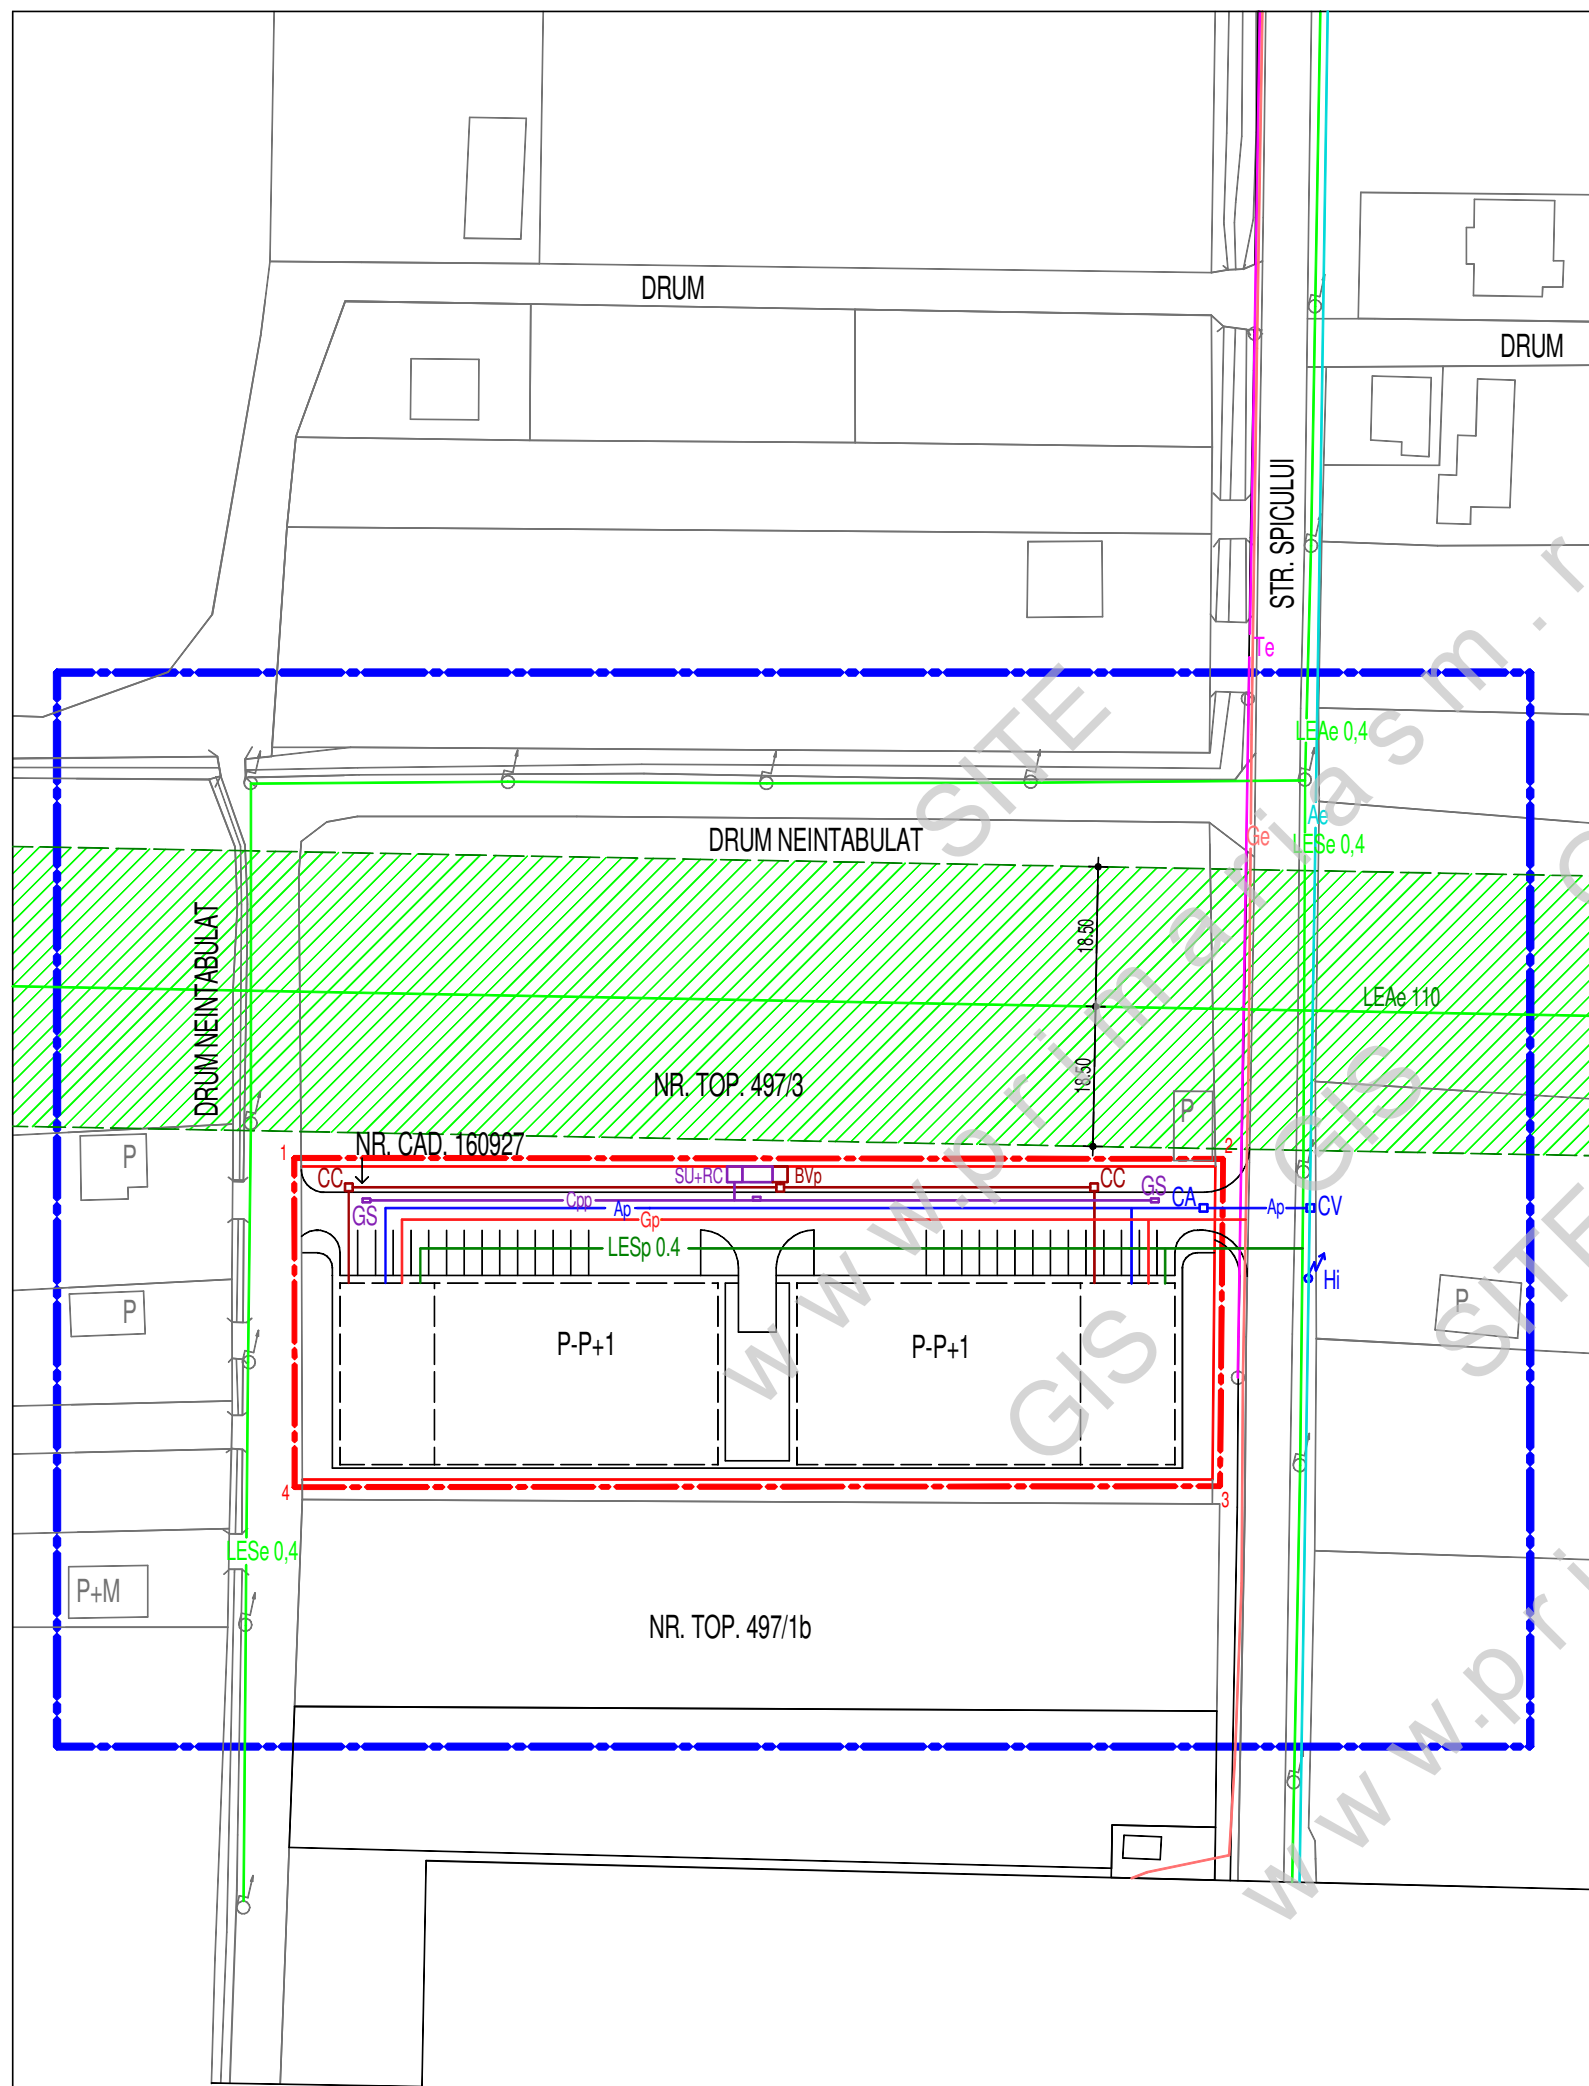 DRUM
DRUM
STR. SPICULUI
Te
LEAe 0,4
Ae
DRUM NEINTABULAT
Ge
LESe 0,4
DRUM NEINTABULAT
18.50
LEAe 110
18.50
NR. TOP. 497/3
P
P
NR. CAD. 160927
1
2
CC
SU+RC
BVp
CC
GS
GS
Cpp
Ap
CA
Ap
CV
Gp
LESp 0.4
Hi
P
P
P-P+1
P-P+1
4
3
LESe 0,4
P+M
NR. TOP. 497/1b
SITE
GIS
www.primariasm.r
SITE
GIS
www.pri